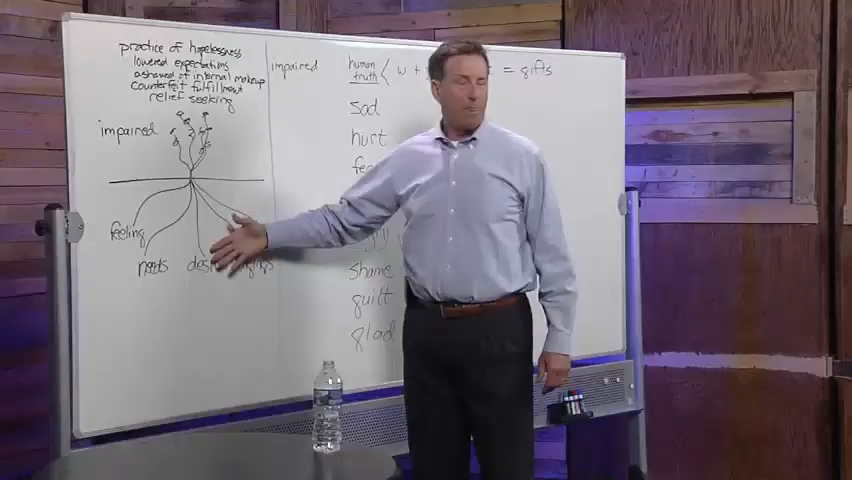 practice of hopelessness
lowered expectations
ashamed of internal makeup
counterfeit fulfillment
relief seeking
impaired
feeling
needs
impaired
human
truth
< w +
= gifts
sad
hurt
shame
guilt
glad